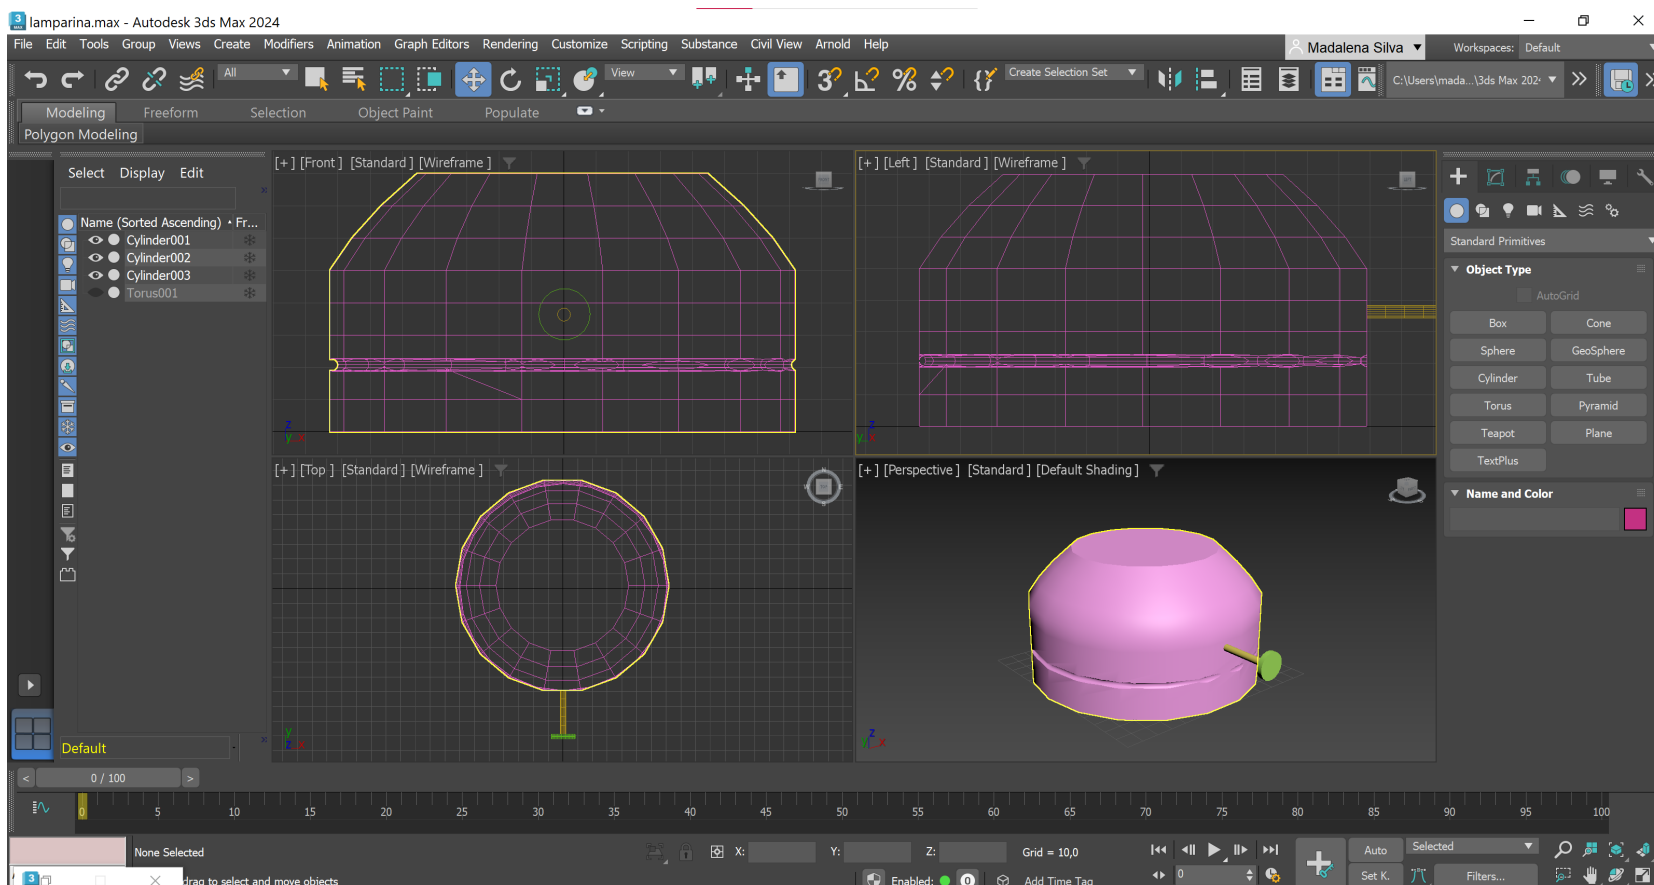 lamparina.max - Autodesk 3ds Max 2024
File Edit Tools Group Views Create Modifiers Animation Graph Editors Rendering Customize Scripting Substance Civil View Arnold Help
Madalena Silva
Workspaces: Default
All
View
Create Selection Set
C:\Users\mada...\3ds Max 202
Modeling Freeform Selection Object Paint Populate
Polygon Modeling
Select Display Edit
Name (Sorted Ascending) Fr...
Cylinder001
Cylinder002
Cylinder003
Torus001
Default
[+] [Front] [Standard] [Wireframe]
[+] [Left] [Standard] [Wireframe]
[+] [Top] [Standard] [Wireframe]
[+] [Perspective] [Standard] [Default Shading]
Standard Primitives
Object Type
AutoGrid
Box Cone
Sphere GeoSphere
Cylinder Tube
Torus Pyramid
Teapot Plane
TextPlus
Name and Color
< 0 / 100 >
0 5 10 15 20 25 30 35 40 45 50 55 60 65 70 75 80 85 90 95 100
None Selected X: Y: Z: Grid = 10,0 Auto Selected
drag to select and move objects Enabled: 0 Add Time Tag 0 Set K. Filters...